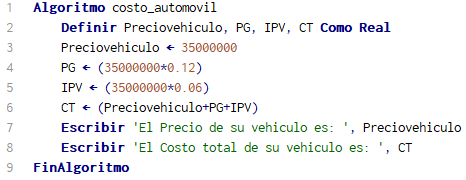 1 Algoritmo costo_automovil
2 Definir Preciovehiculo, PG, IPV, CT Como Real
3 Preciovehiculo ← 35000000
4 PG ← (35000000*0.12)
5 IPV ← (35000000*0.06)
6 CT ← (Preciovehiculo+PG+IPV)
7 Escribir 'El Precio de su vehiculo es: ', Preciovehiculo
8 Escribir 'El Costo total de su vehiculo es: ', CT
9 FinAlgoritmo